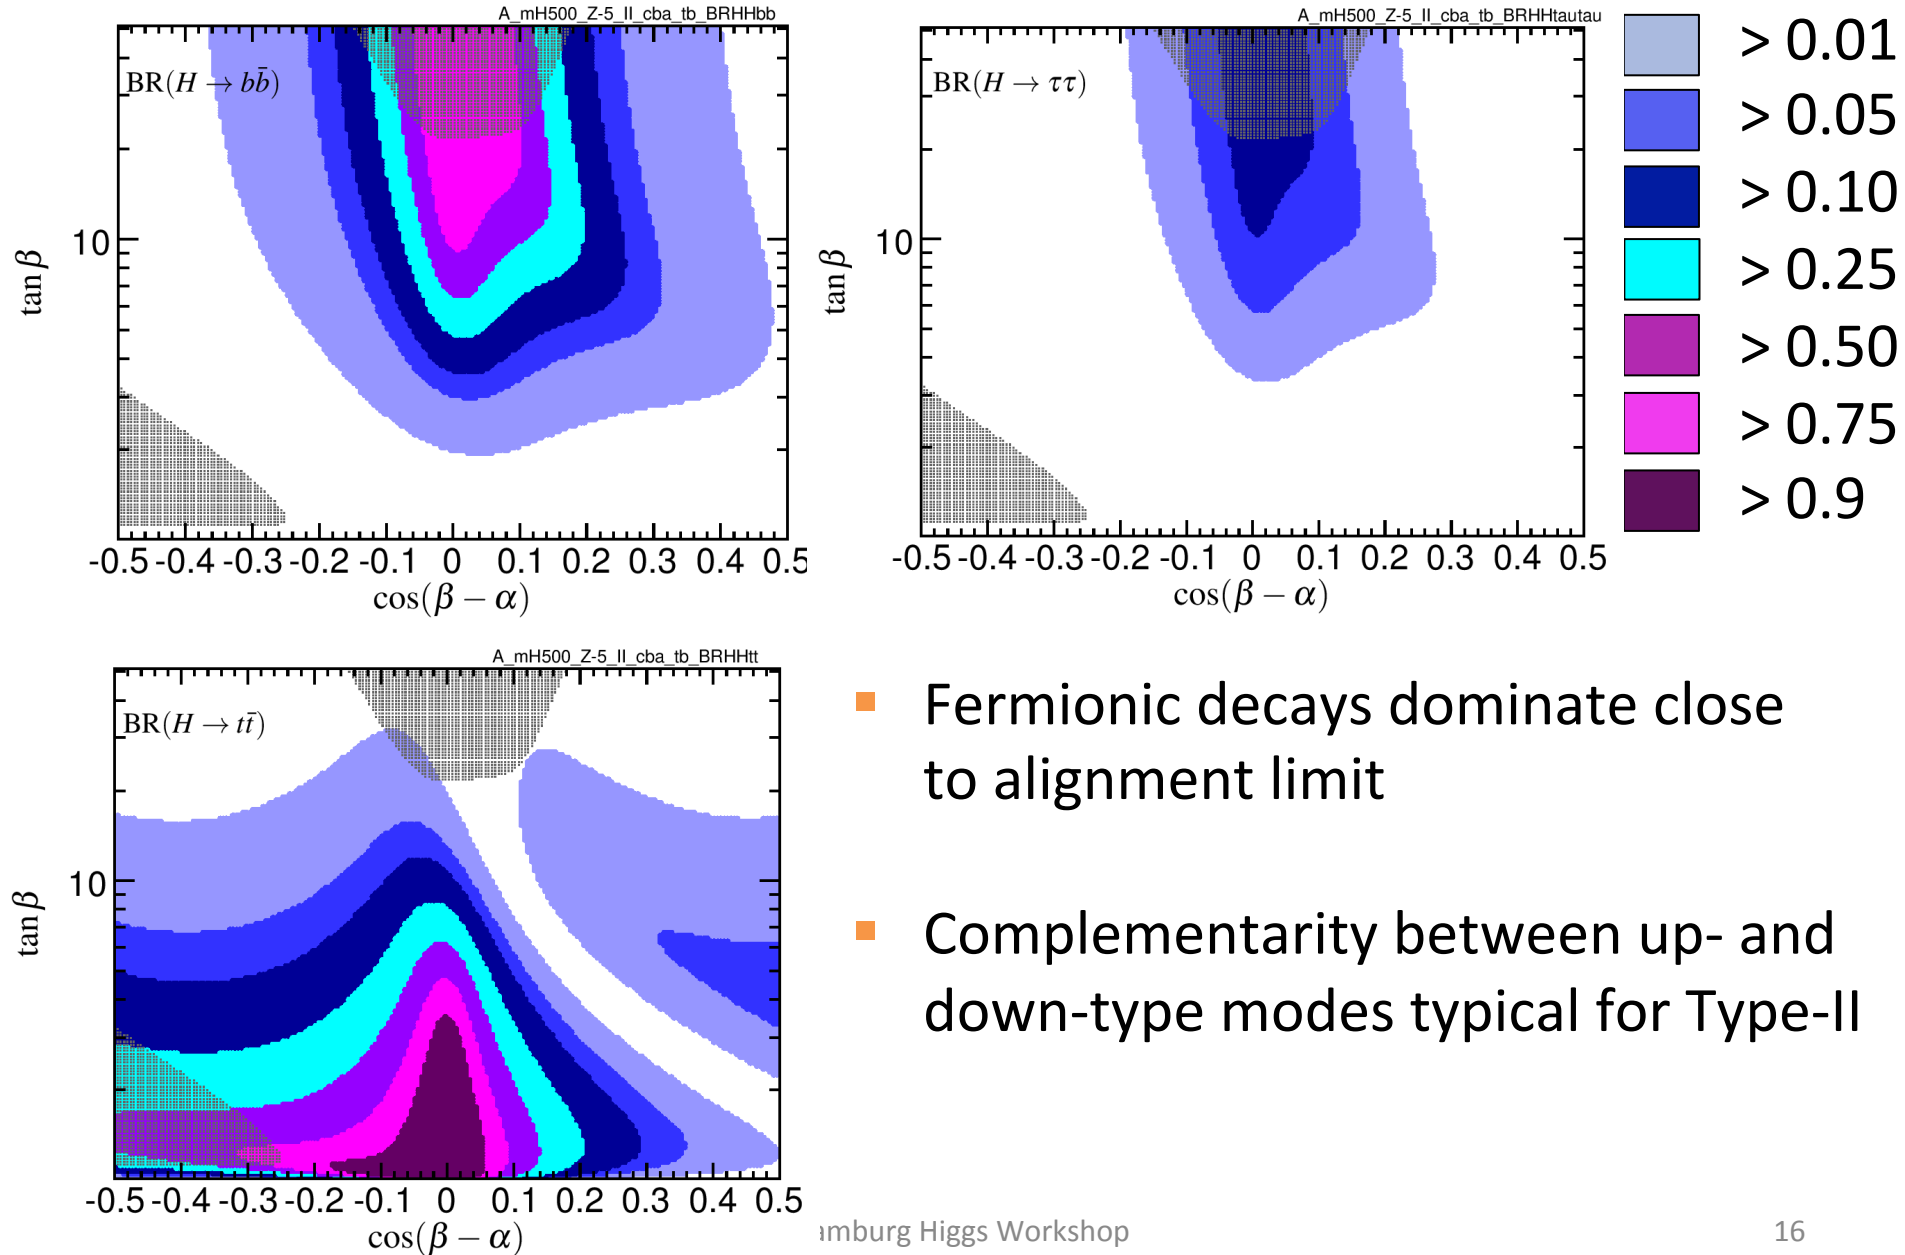 A_mH500_Z-5_II_cba_tb_BRHHbb
BR(H → bb̄)
10
tan β
-0.5 -0.4 -0.3 -0.2 -0.1 0 0.1 0.2 0.3 0.4 0.5
cos(β − α)
A_mH500_Z-5_II_cba_tb_BRHHtautau
BR(H → ττ)
10
tan β
-0.5 -0.4 -0.3 -0.2 -0.1 0 0.1 0.2 0.3 0.4 0.5
cos(β − α)
> 0.01
> 0.05
> 0.10
> 0.25
> 0.50
> 0.75
> 0.9
A_mH500_Z-5_II_cba_tb_BRHHtt
BR(H → tt̄)
10
tan β
-0.5 -0.4 -0.3 -0.2 -0.1 0 0.1 0.2 0.3 0.4 0.5
cos(β − α)
▪ Fermionic decays dominate close
to alignment limit
▪ Complementarity between up- and
down-type modes typical for Type-II
amburg Higgs Workshop
16